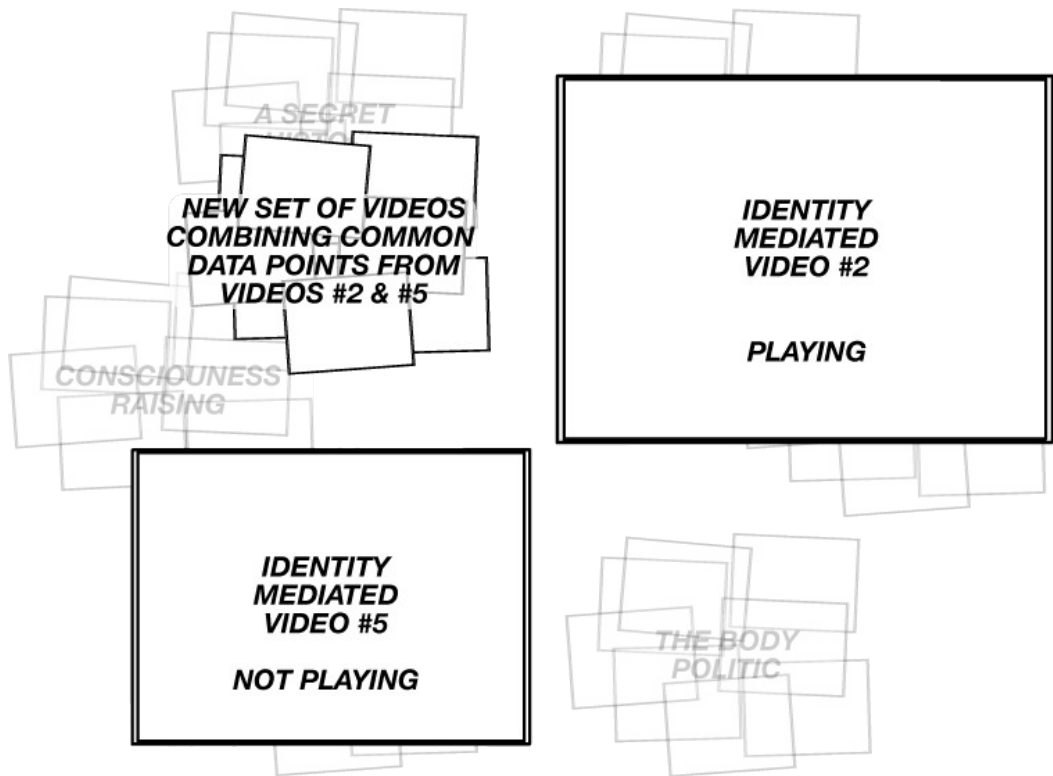 A SECRET
NEW SET OF VIDEOS
COMBINING COMMON
DATA POINTS FROM
VIDEOS #2 & #5
CONSCIOUNESS
RAISING
IDENTITY
MEDIATED
VIDEO #2
PLAYING
IDENTITY
MEDIATED
VIDEO #5
NOT PLAYING
THE BODY
POLITIC